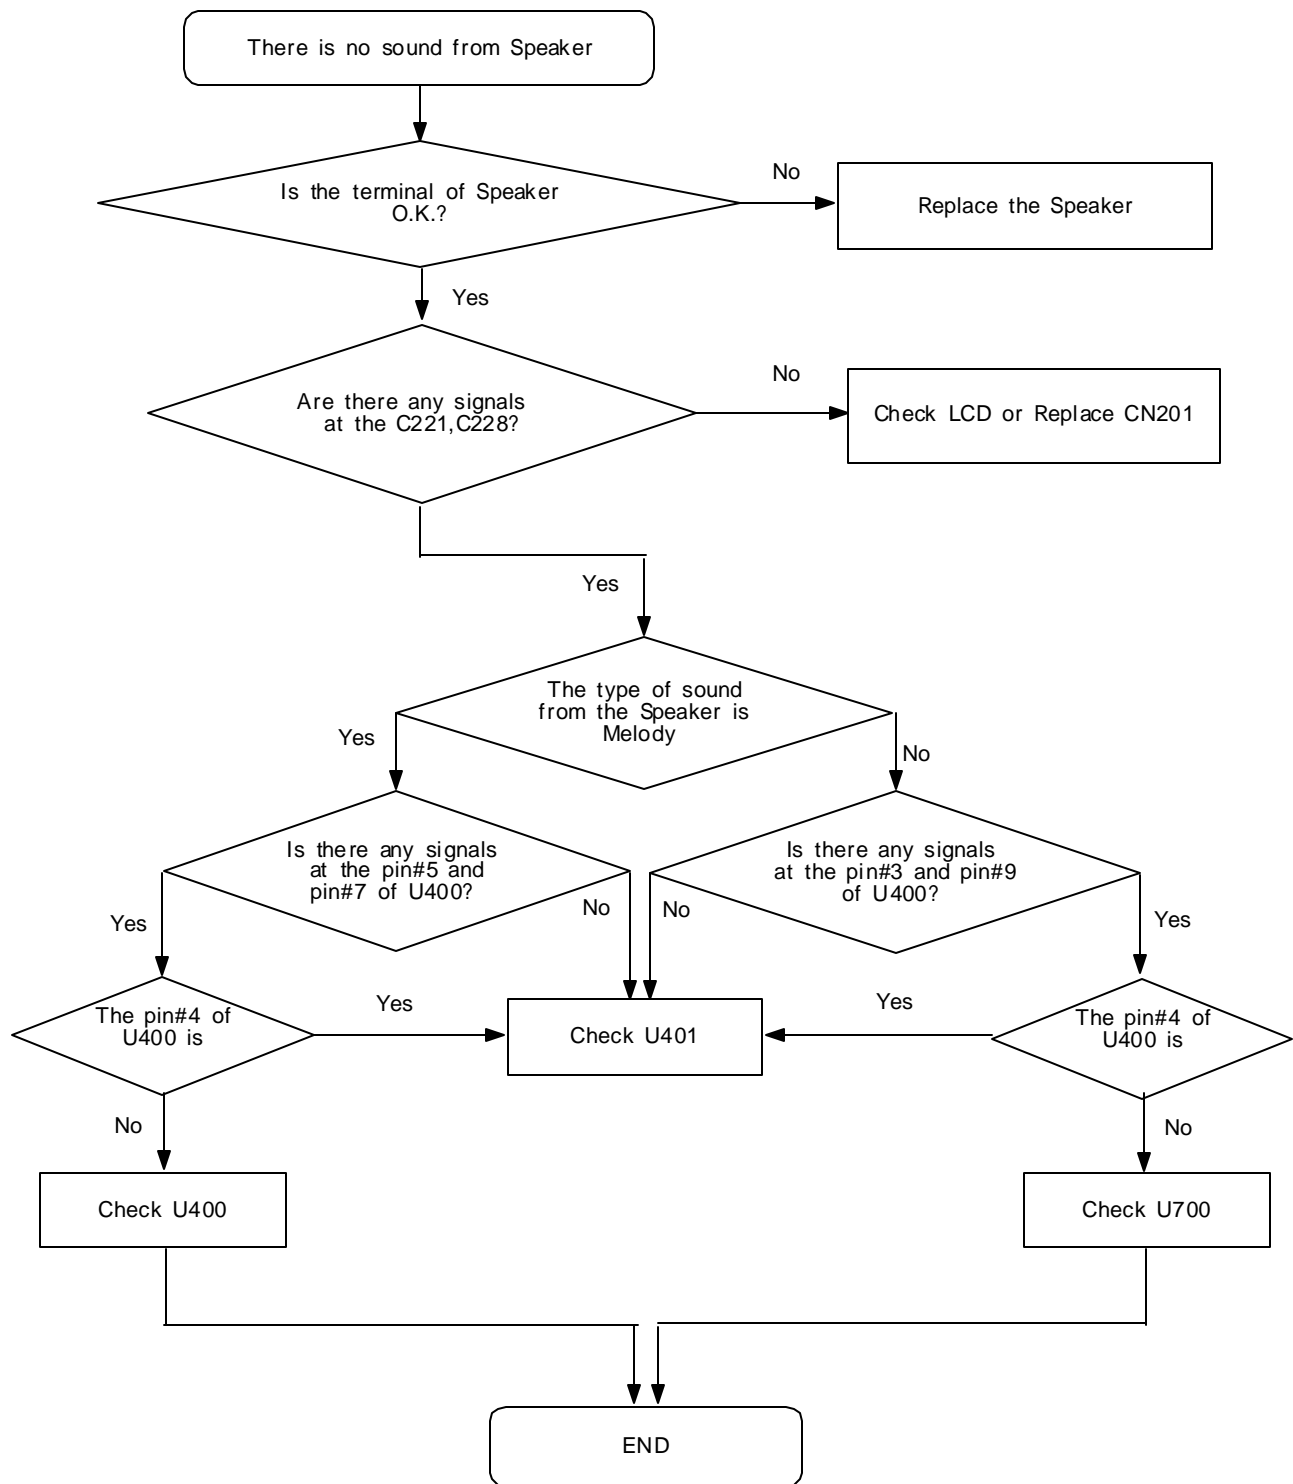 There is no sound from Speaker
Is the terminal of Speaker
O.K.?
No
Replace the Speaker
Yes
Are there any signals
at the C221,C228?
No
Check LCD or Replace CN201
Yes
The type of sound
from the Speaker is
Melody
Yes
No
Is there any signals
at the pin#5 and
pin#7 of U400?
Is there any signals
at the pin#3 and pin#9
of U400?
Yes
No
No
Yes
The pin#4 of
U400 is
Yes
Check U401
Yes
The pin#4 of
U400 is
No
No
Check U400
Check U700
END